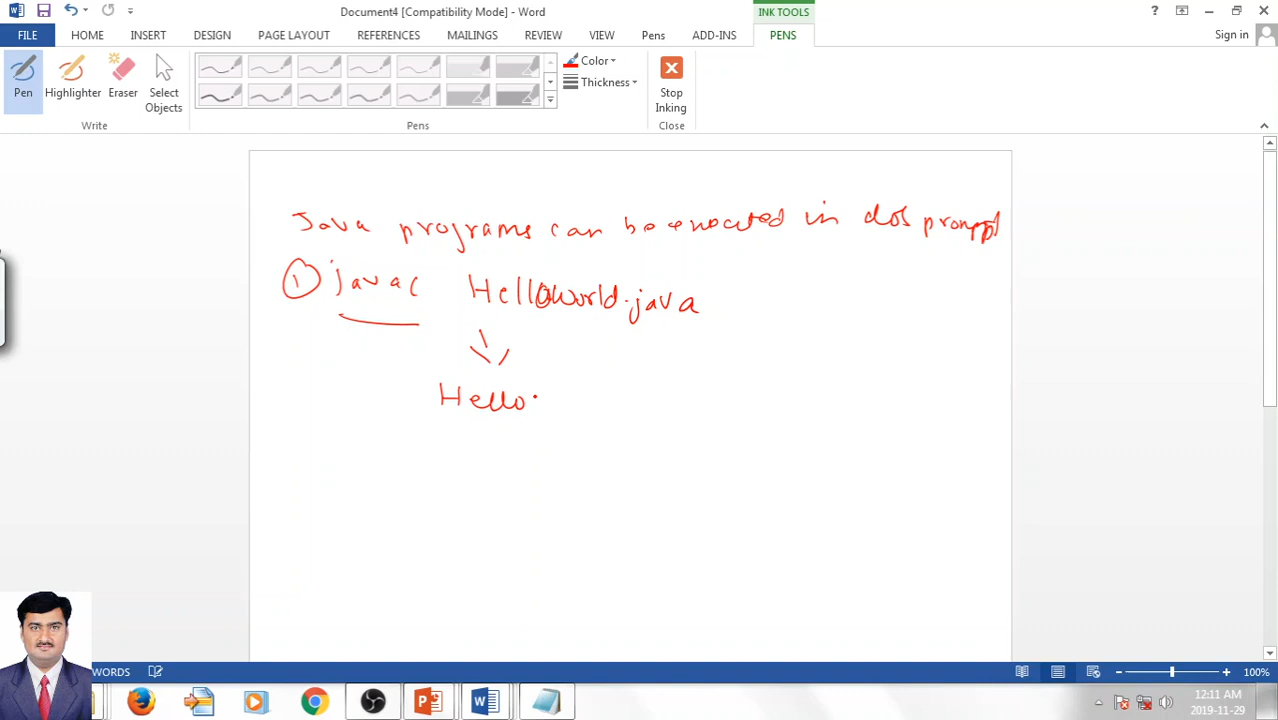 Document4 [Compatibility Mode] - Word
INK TOOLS
FILE HOME INSERT DESIGN PAGE LAYOUT REFERENCES MAILINGS REVIEW VIEW Pens ADD-INS PENS
Sign in
Pen Highlighter Eraser Select Objects
Color
Thickness
Stop Inking
Write Pens Close
Java programs can be executed in dos prompt
① javac HelloWorld.java
Hello.
WORDS
100%
12:11 AM
2019-11-29